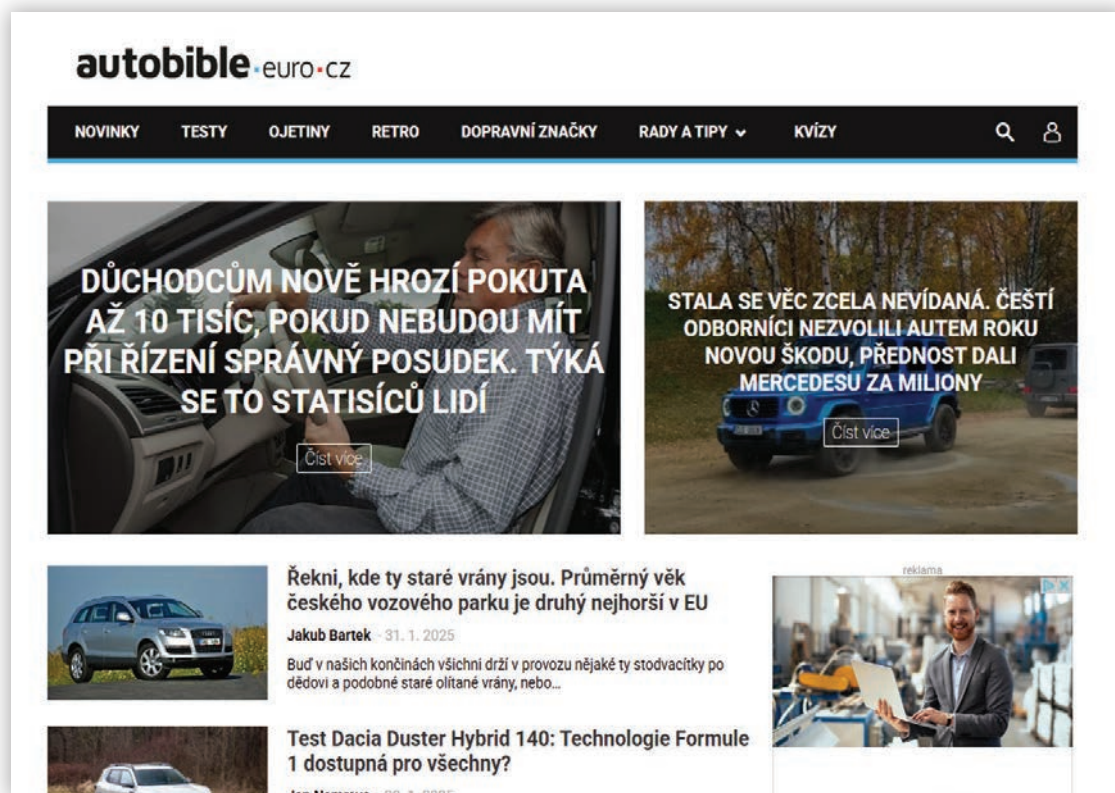 autobible·euro·cz
NOVINKY TESTY OJETINY RETRO DOPRAVNÍ ZNAČKY RADY A TIPY KVÍZY
DŮCHODCŮM NOVĚ HROZÍ POKUTA
AŽ 10 TISÍC, POKUD NEBUDOU MÍT
PŘI ŘÍZENÍ SPRÁVNÝ POSUDEK. TÝKÁ
SE TO STATISÍCŮ LIDÍ
Číst více
STALA SE VĚC ZCELA NEVÍDANÁ. ČEŠTÍ
ODBORNÍCI NEZVOLILI AUTEM ROKU
NOVOU ŠKODU, PŘEDNOST DALI
MERCEDESU ZA MILIONY
Číst více
Řekni, kde ty staré vrány jsou. Průměrný věk
českého vozového parku je druhý nejhorší v EU
Jakub Bartek - 31. 1. 2025
Buď v našich končinách všichni drží v provozu nějaké ty stodvacítky po
dědovi a podobné staré olítané vrány, nebo...
reklama
Test Dacia Duster Hybrid 140: Technologie Formule
1 dostupná pro všechny?